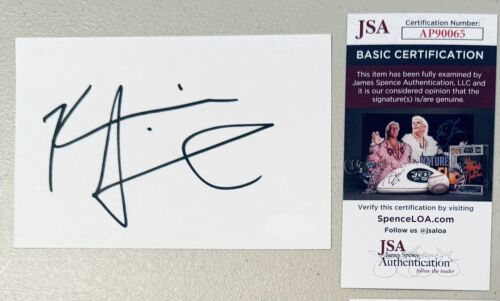 JSA
Certification Number:
AP90065
BASIC CERTIFICATION
This item has been fully examined by
James Spence Authentication, LLC and
it is our considered opinion that the
signature(s) is/are genuine.
Verify this certification by visiting
SpenceLOA.com
Follow us @jsaloa
JSA
James Spence
Authentication
follow the leader